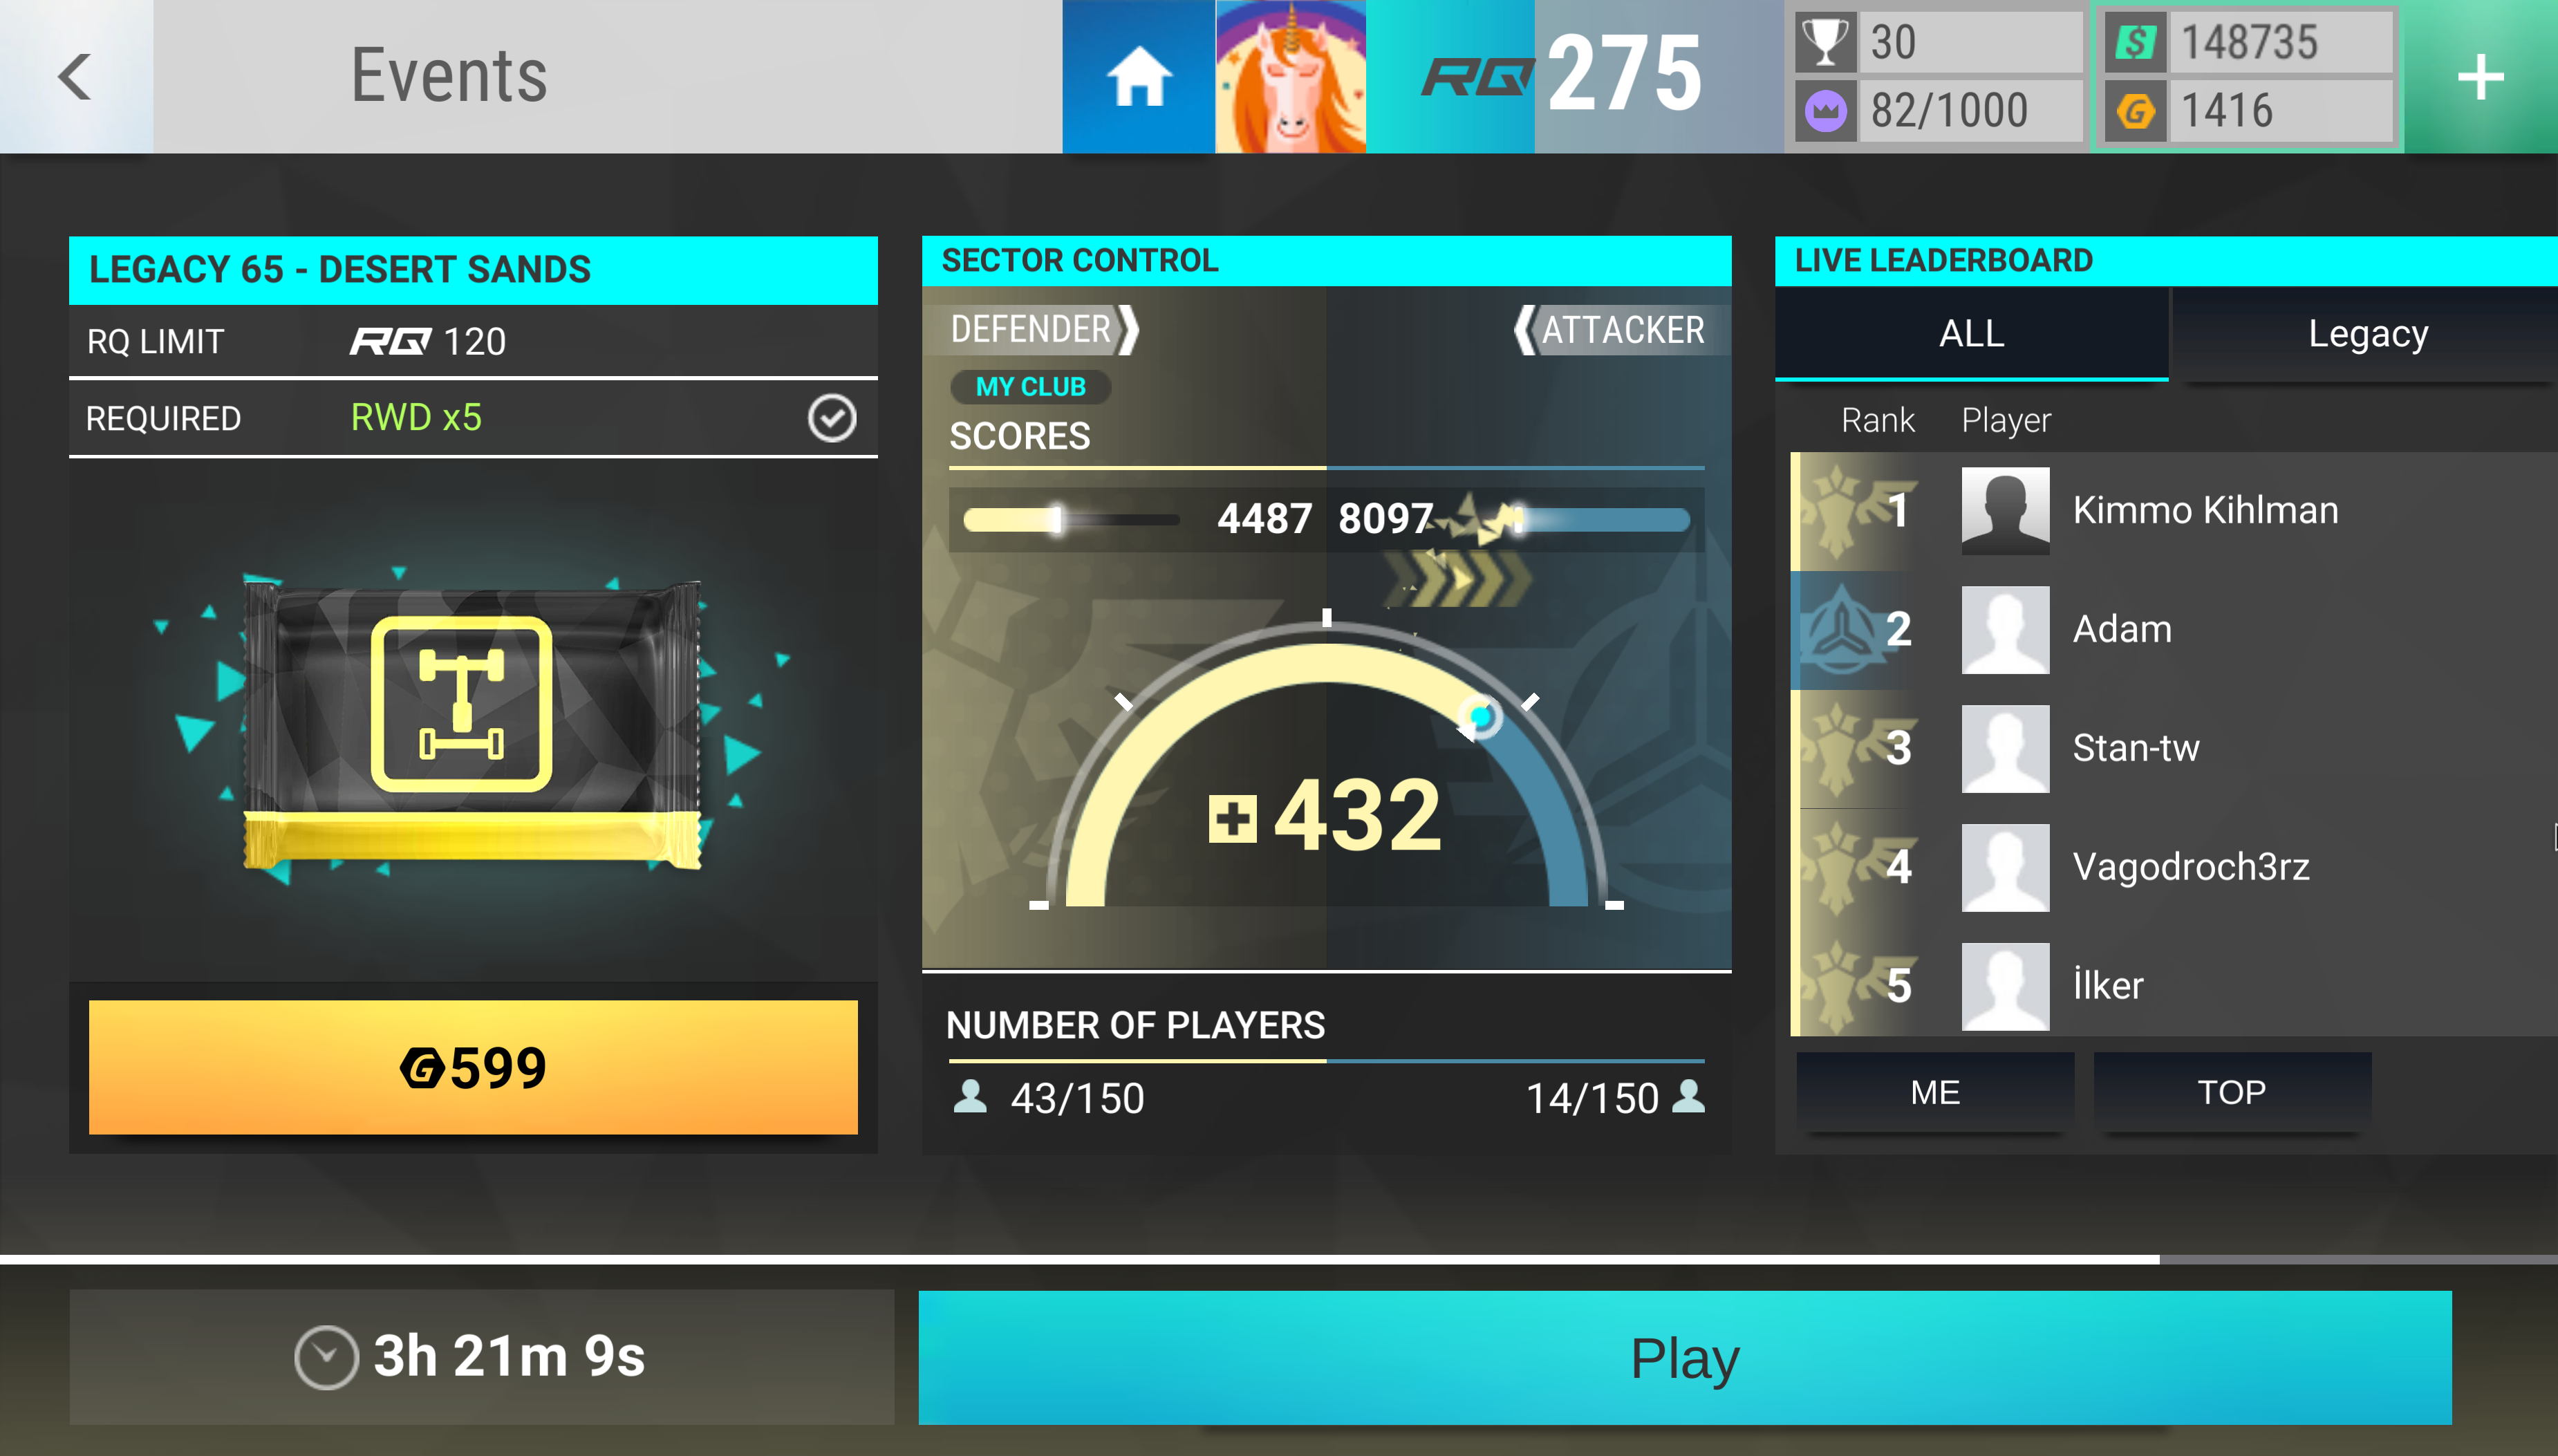 Events
RQ 275
30
82/1000
$ 148735
G 1416
LEGACY 65 - DESERT SANDS
RQ LIMIT RQ 120
REQUIRED RWD x5
G 599
SECTOR CONTROL
DEFENDER ATTACKER
MY CLUB
SCORES
4487 8097
+432
NUMBER OF PLAYERS
43/150 14/150
LIVE LEADERBOARD
ALL Legacy
Rank Player
1 Kimmo Kihlman
2 Adam
3 Stan-tw
4 Vagodroch3rz
5 İlker
ME TOP
3h 21m 9s
Play